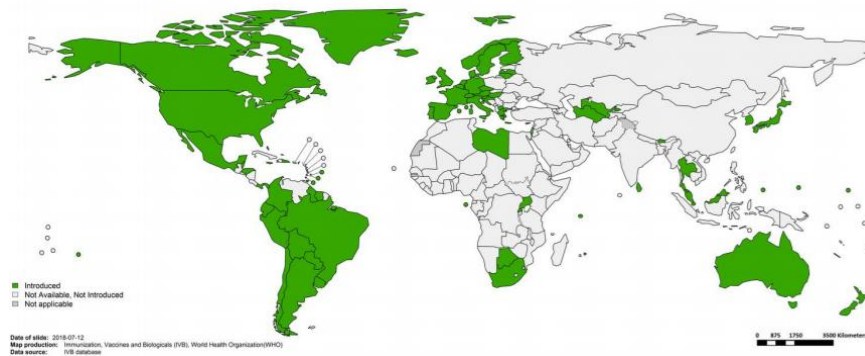 Introduced
Not Available, Not Introduced
Not applicable
Date of slide: 2018-07-12
Map production: Immunization, Vaccines and Biologicals (IVB), World Health Organization(WHO)
Data source: IVB database
0 875 1750 3500 Kilometers